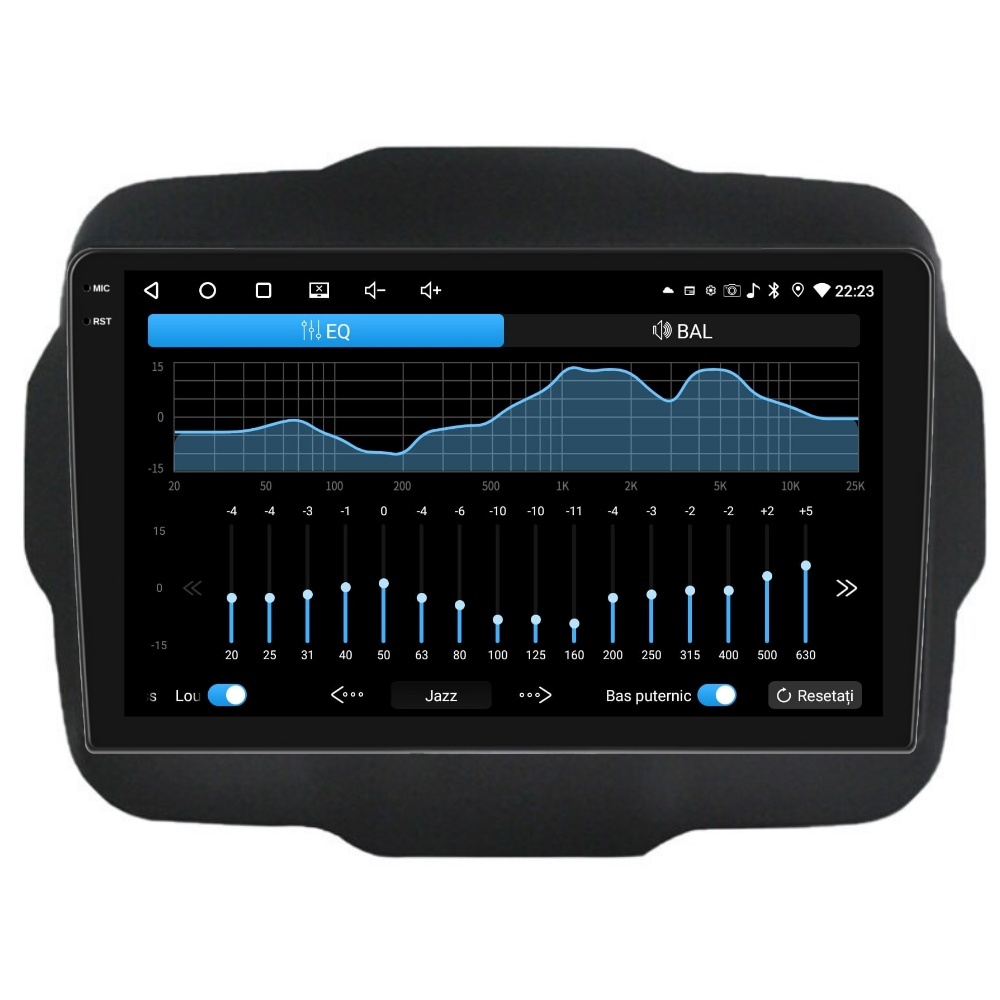 MIC
RST
22:23
EQ BAL
15
0
-15
20 50 100 200 500 1K 2K 5K 10K 25K
-4 -4 -3 -1 0 -4 -6 -10 -10 -11 -4 -3 -2 -2 +2 +5
15
0
-15
20 25 31 40 50 63 80 100 125 160 200 250 315 400 500 630
s Lou Jazz Bas puternic Resetați